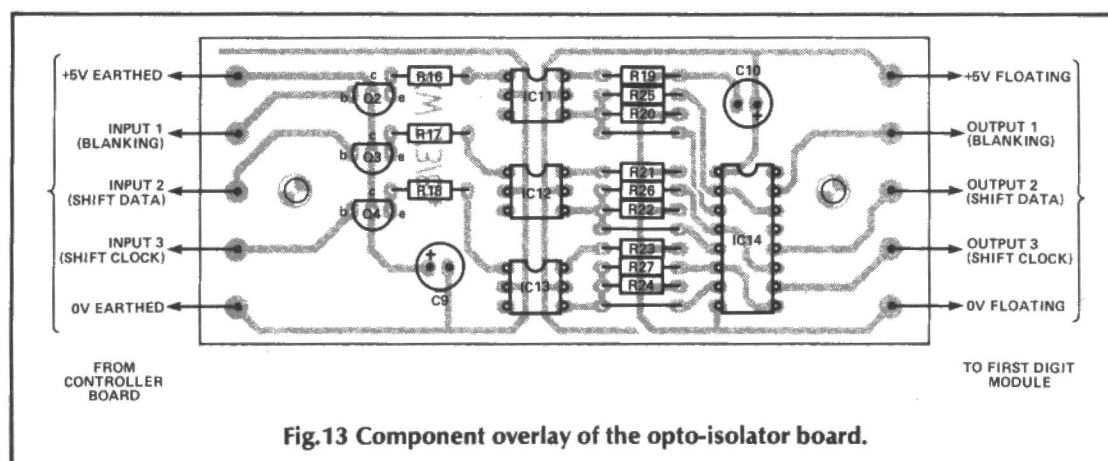 +5V EARTHED
INPUT 1
(BLANKING)
INPUT 2
(SHIFT DATA)
INPUT 3
(SHIFT CLOCK)
0V EARTHED
FROM
CONTROLLER
BOARD
c
b Q2 e
R16
c
b Q3 e
R17
c
b Q4 e
R18
+
C9
IC11
IC12
IC13
R19
R25
R20
R21
R26
R22
R23
R27
R24
C10
+
IC14
+5V FLOATING
OUTPUT 1
(BLANKING)
OUTPUT 2
(SHIFT DATA)
OUTPUT 3
(SHIFT CLOCK)
0V FLOATING
TO FIRST DIGIT
MODULE
Fig.13 Component overlay of the opto-isolator board.